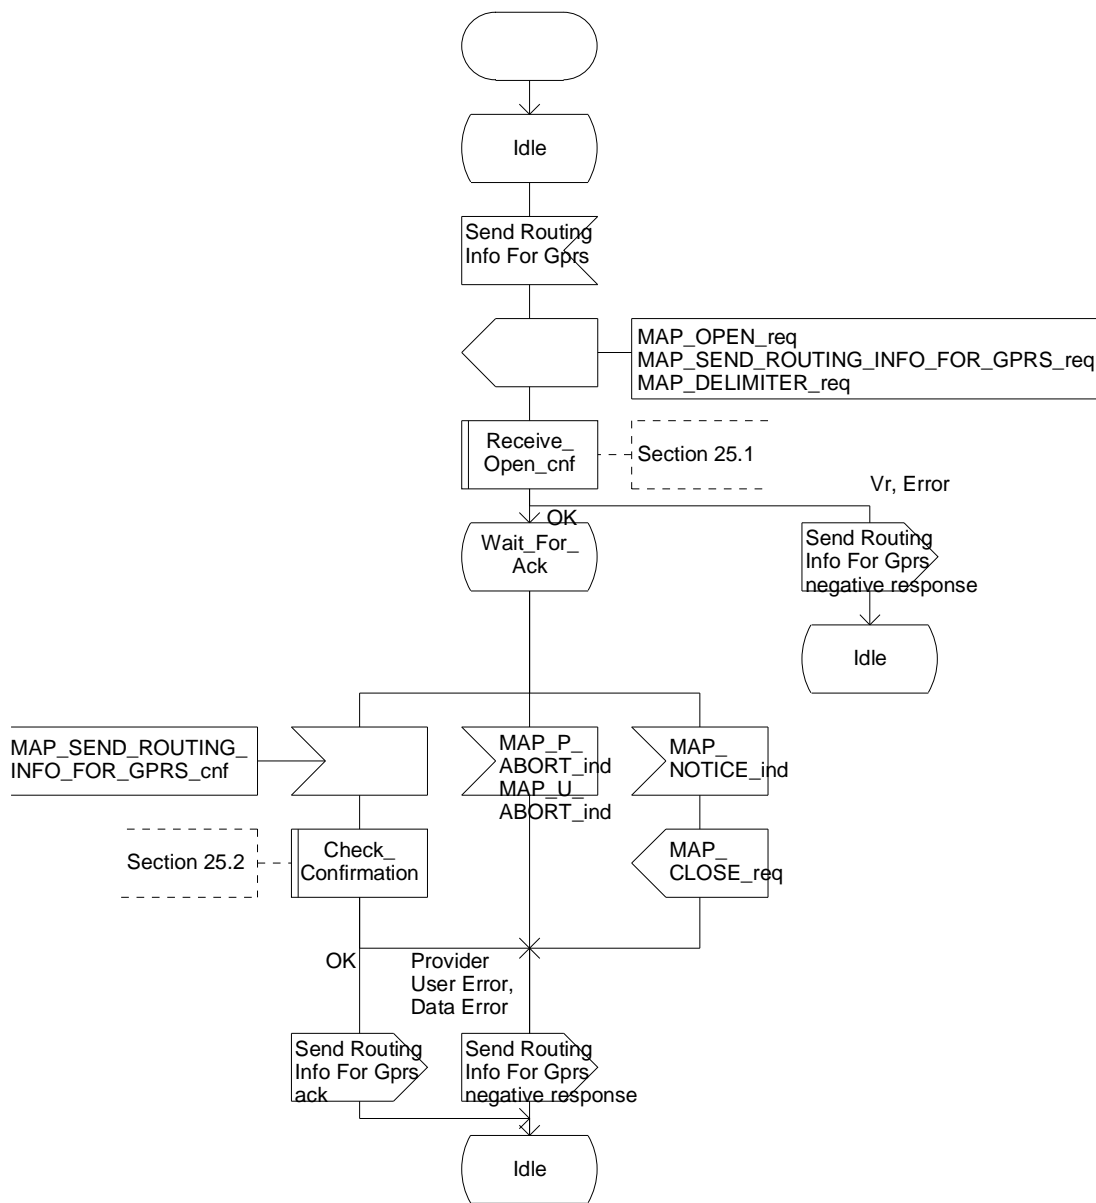 Idle
Send Routing
Info For Gprs
MAP_OPEN_req
MAP_SEND_ROUTING_INFO_FOR_GPRS_req
MAP_DELIMITER_req
Receive_
Open_cnf
Section 25.1
Vr, Error
OK
Wait_For_
Ack
Send Routing
Info For Gprs
negative response
Idle
MAP_SEND_ROUTING_
INFO_FOR_GPRS_cnf
MAP_P_
ABORT_ind
MAP_U_
ABORT_ind
MAP_
NOTICE_ind
Section 25.2
Check_
Confirmation
MAP_
CLOSE_req
OK
Provider
User Error,
Data Error
Send Routing
Info For Gprs
ack
Send Routing
Info For Gprs
negative response
Idle